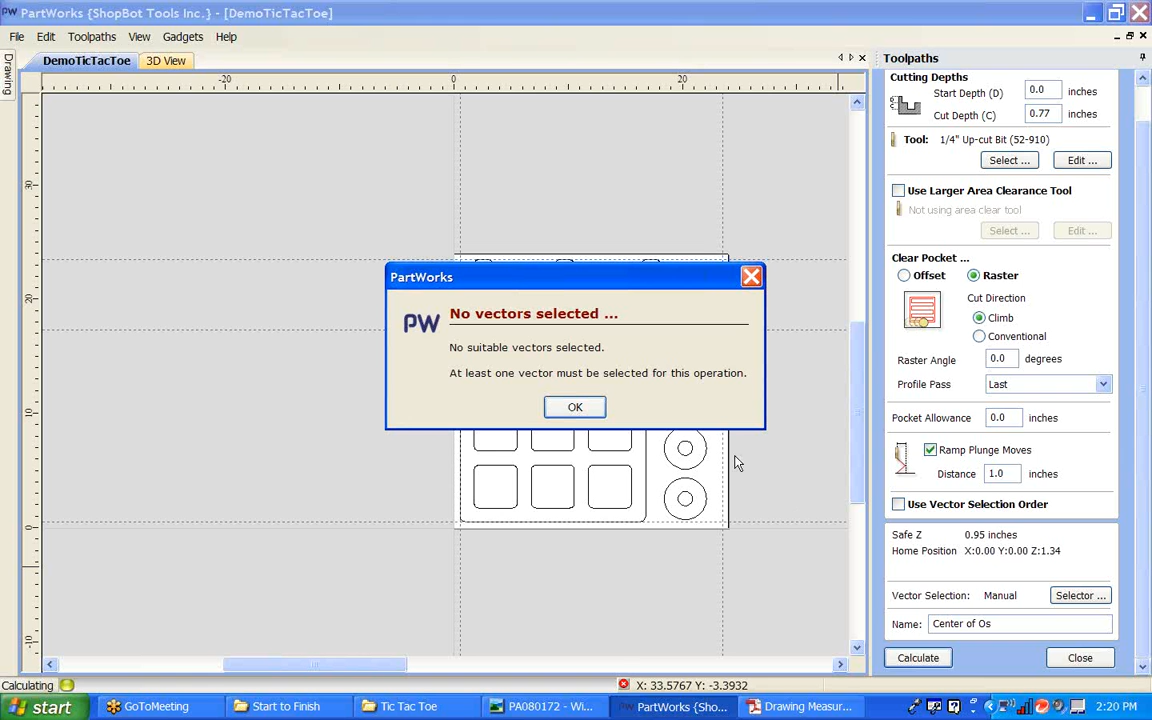 PartWorks {ShopBot Tools Inc.} - [DemoTicTacToe]
File Edit Toolpaths View Gadgets Help
Drawing
DemoTicTacToe 3D View
-20 0 20
30
20
10
0
-10
PartWorks
PW
No vectors selected ...
No suitable vectors selected.
At least one vector must be selected for this operation.
OK
Toolpaths
Cutting Depths
Start Depth (D) 0.0 inches
Cut Depth (C) 0.77 inches
Tool: 1/4" Up-cut Bit (52-910)
Select ... Edit ...
Use Larger Area Clearance Tool
Not using area clear tool
Select ... Edit ...
Clear Pocket ...
Offset Raster
Cut Direction
Climb
Conventional
Raster Angle 0.0 degrees
Profile Pass Last
Pocket Allowance 0.0 inches
Ramp Plunge Moves
Distance 1.0 inches
Use Vector Selection Order
Safe Z 0.95 inches
Home Position X:0.00 Y:0.00 Z:1.34
Vector Selection: Manual Selector ...
Name: Center of Os
Calculate Close
Calculating
X: 33.5767 Y: -3.3932
start GoToMeeting Start to Finish Tic Tac Toe PA080172 - Wi... PartWorks {Sho... Drawing Measur... ? 2:20 PM